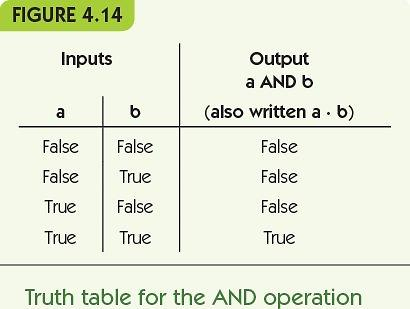 FIGURE 4.14
Inputs Output
a AND b
a b (also written a · b)
False False False
False True False
True False False
True True True
Truth table for the AND operation